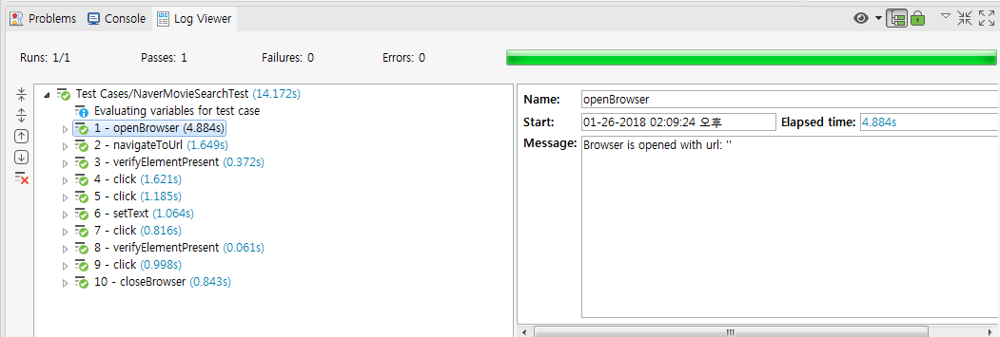 Problems Console LOG Log Viewer
Runs: 1/1 Passes: 1 Failures: 0 Errors: 0
Test Cases/NaverMovieSearchTest (14.172s)
Evaluating variables for test case
1 - openBrowser (4.884s)
2 - navigateToUrl (1.649s)
3 - verifyElementPresent (0.372s)
4 - click (1.621s)
5 - click (1.185s)
6 - setText (1.064s)
7 - click (0.816s)
8 - verifyElementPresent (0.061s)
9 - click (0.998s)
10 - closeBrowser (0.843s)
Name: openBrowser
Start: 01-26-2018 02:09:24 오후 Elapsed time: 4.884s
Message: Browser is opened with url: ''